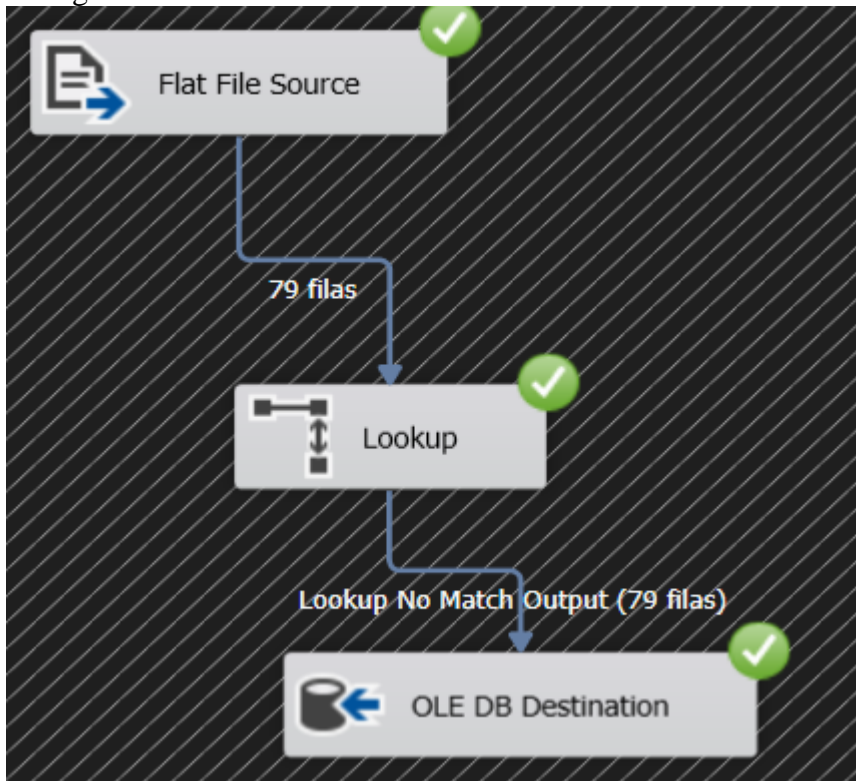 Flat File Source
79 filas
Lookup
Lookup No Match Output (79 filas)
OLE DB Destination